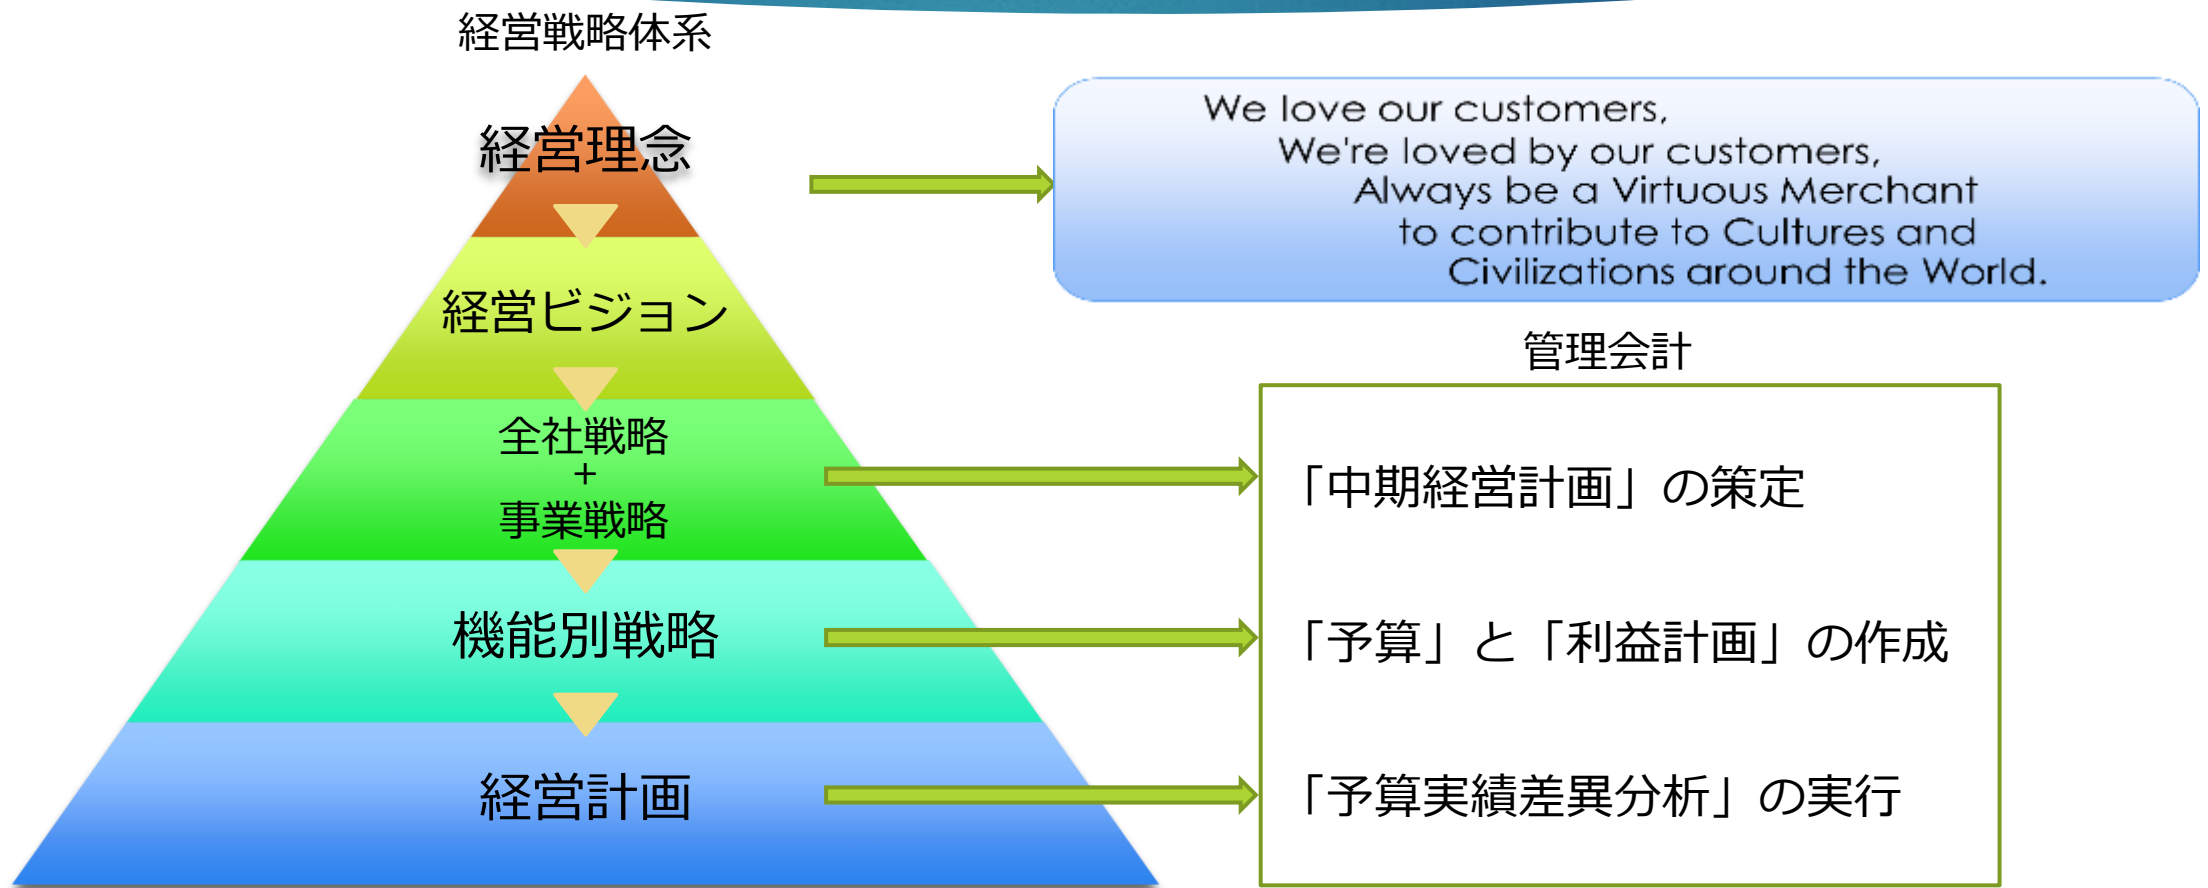 経営戦略体系
経営理念
経営ビジョン
全社戦略
+
事業戦略
機能別戦略
経営計画
We love our customers,
We're loved by our customers,
Always be a Virtuous Merchant
to contribute to Cultures and
Civilizations around the World.
管理会計
「中期経営計画」の策定
「予算」と「利益計画」の作成
「予算実績差異分析」の実行